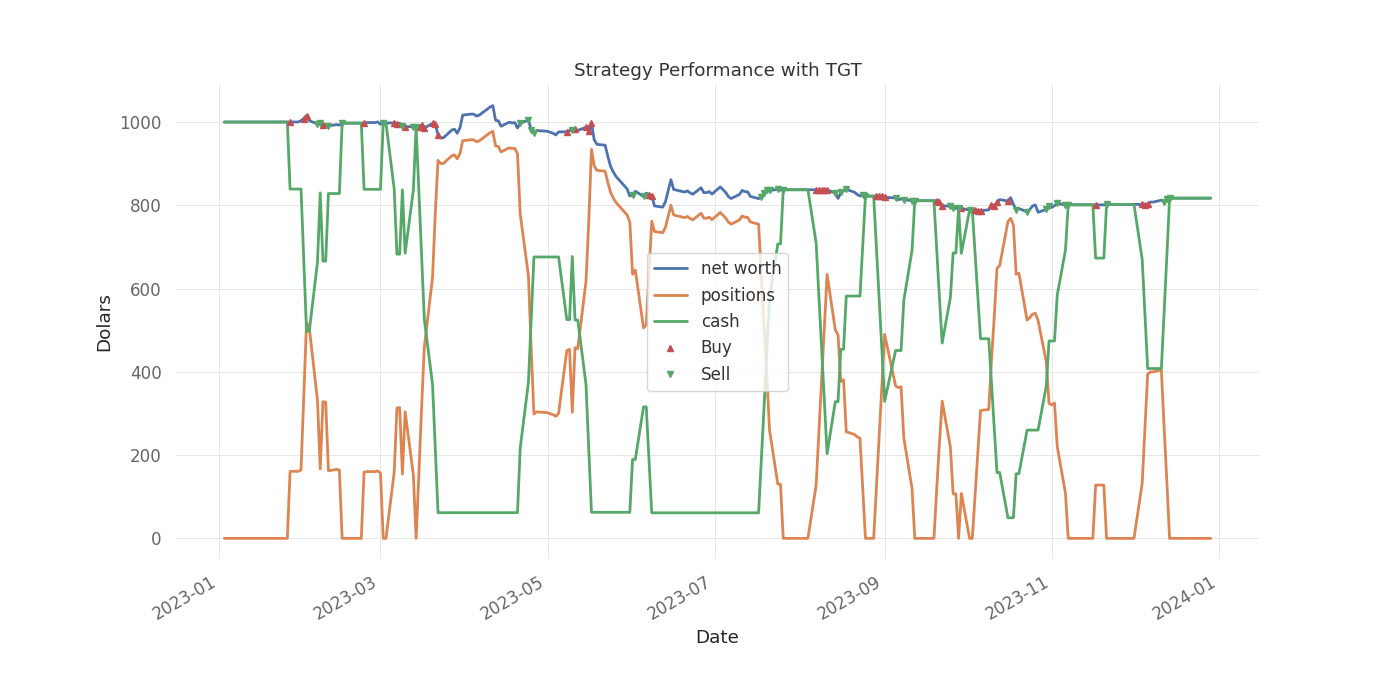 Strategy Performance with TGT
1000
800
600
400
200
0
Dolars
net worth
positions
cash
Buy
Sell
2023-01
2023-03
2023-05
2023-07
2023-09
2023-11
2024-01
Date